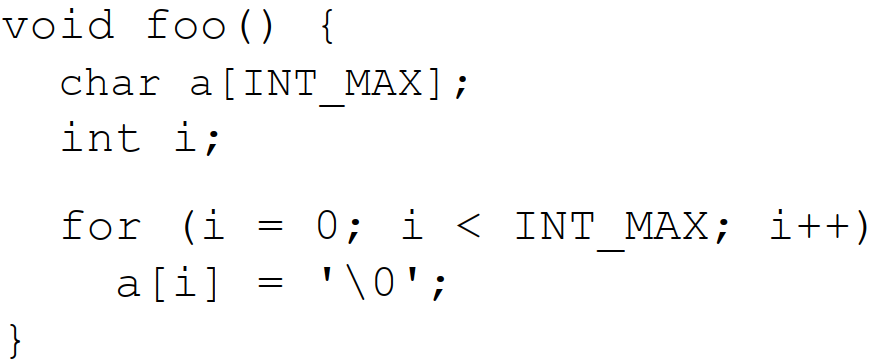 void foo() {
  char a[INT_MAX];
  int i;

  for (i = 0; i < INT_MAX; i++)
    a[i] = '\0';
}